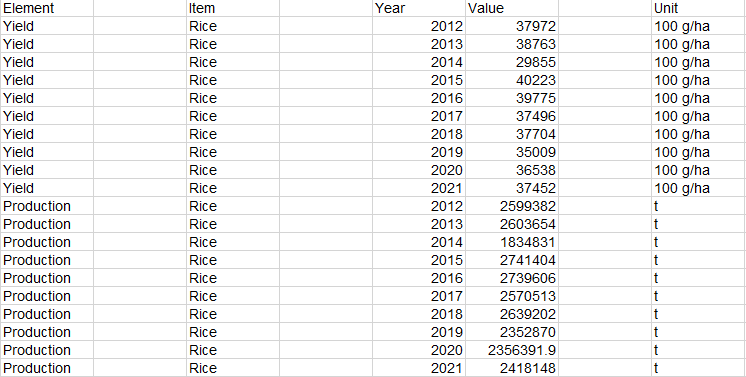 Element Item Year Value Unit
Yield Rice 2012 37972 100 g/ha
Yield Rice 2013 38763 100 g/ha
Yield Rice 2014 29855 100 g/ha
Yield Rice 2015 40223 100 g/ha
Yield Rice 2016 39775 100 g/ha
Yield Rice 2017 37496 100 g/ha
Yield Rice 2018 37704 100 g/ha
Yield Rice 2019 35009 100 g/ha
Yield Rice 2020 36538 100 g/ha
Yield Rice 2021 37452 100 g/ha
Production Rice 2012 2599382 t
Production Rice 2013 2603654 t
Production Rice 2014 1834831 t
Production Rice 2015 2741404 t
Production Rice 2016 2739606 t
Production Rice 2017 2570513 t
Production Rice 2018 2639202 t
Production Rice 2019 2352870 t
Production Rice 2020 2356391.9 t
Production Rice 2021 2418148 t